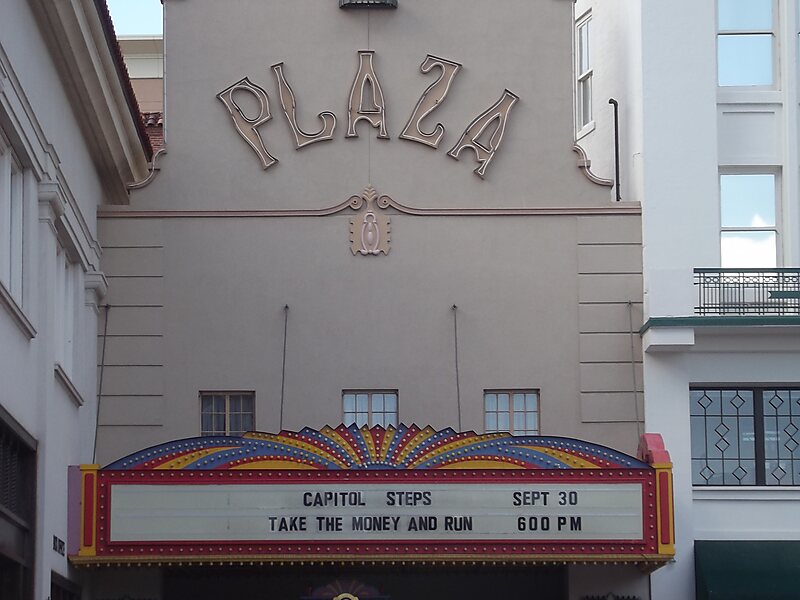 PLAZA
CAPITOL STEPS SEPT 30
TAKE THE MONEY AND RUN 600 PM